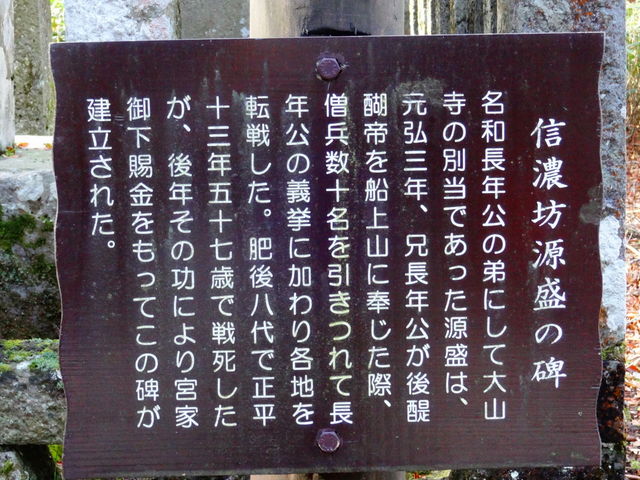 信濃坊源盛の碑
名和長年公の弟にして大山
寺の別当であった源盛は、
元弘三年、兄長年公が後醍
醐帝を船上山に奉じた際、
僧兵数十名を引きつれて長
年公の義挙に加わり各地を
転戦した。肥後八代で正平
十三年五十七歳で戦死した
が、後年その功により宮家
御下賜金をもってこの碑が
建立された。